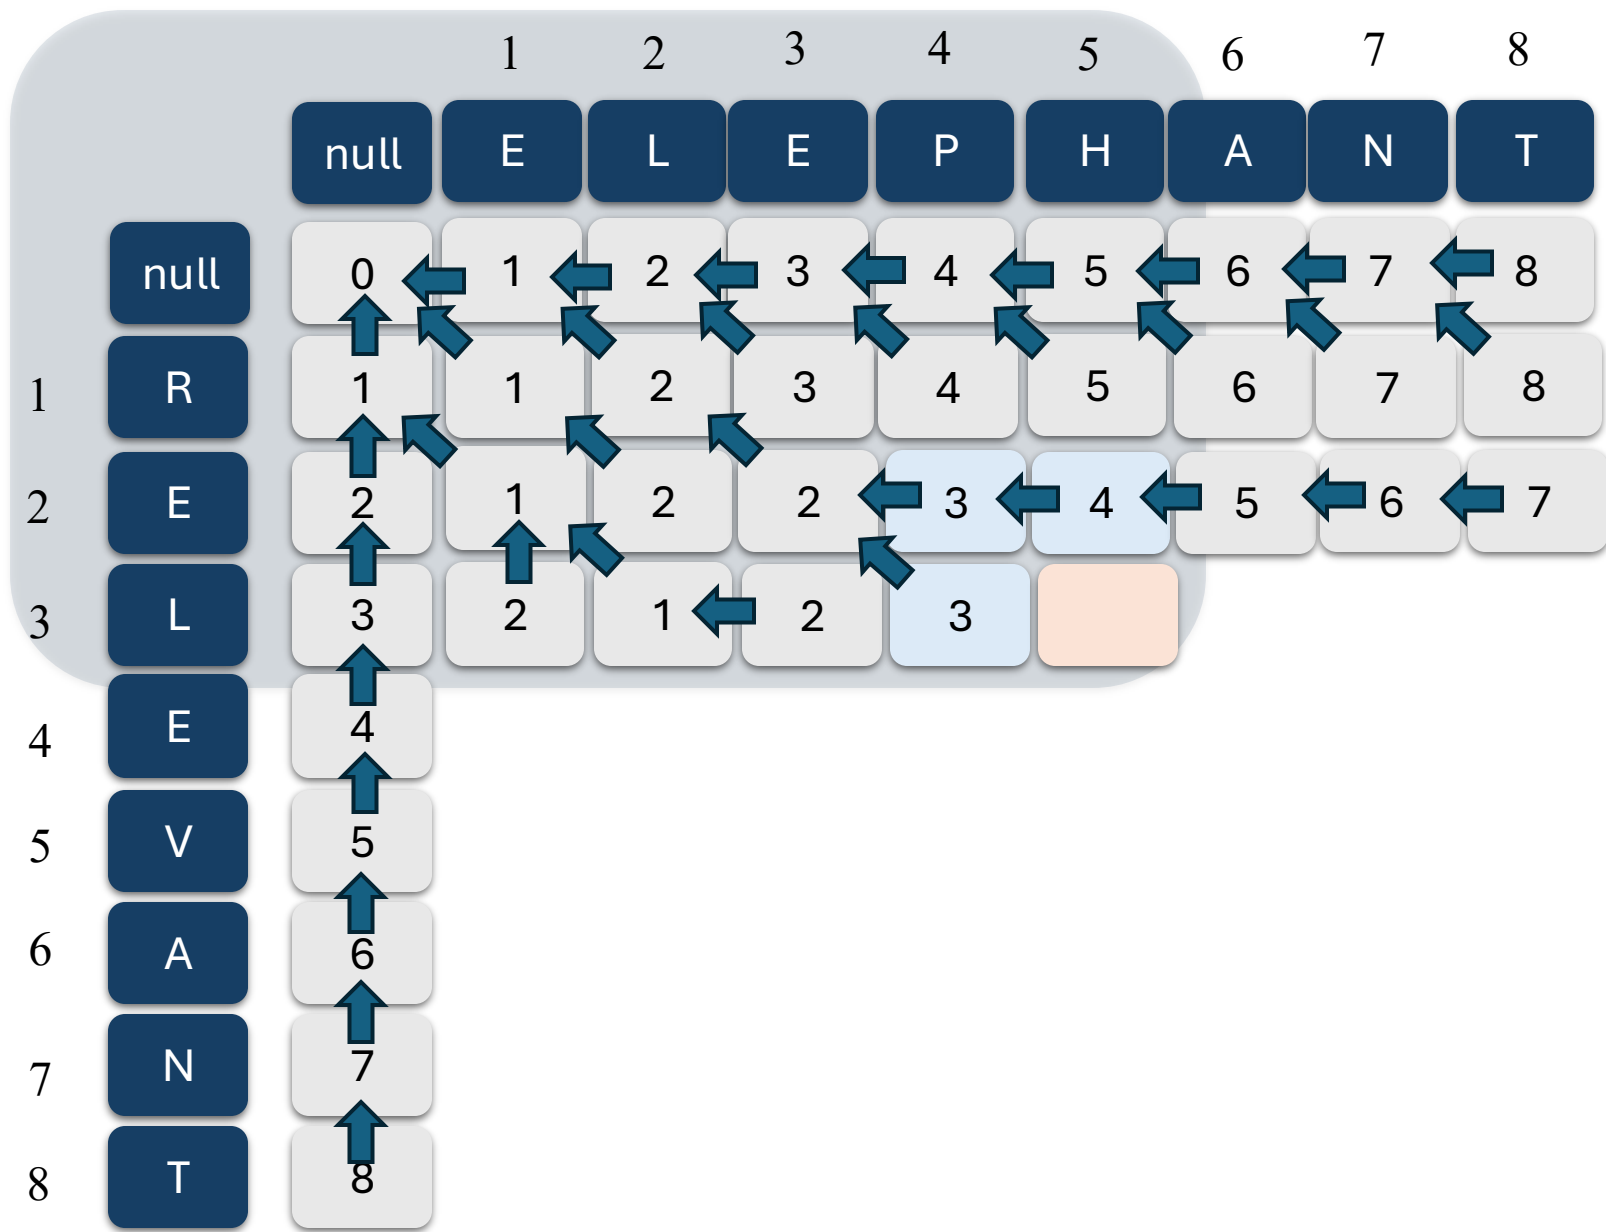 1 2 3 4 5 6 7 8
null E L E P H A N T
null 0 1 2 3 4 5 6 7 8
1 R 1 1 2 3 4 5 6 7 8
2 E 2 1 2 2 3 4 5 6 7
3 L 3 2 1 2 3
4 E 4
5 V 5
6 A 6
7 N 7
8 T 8